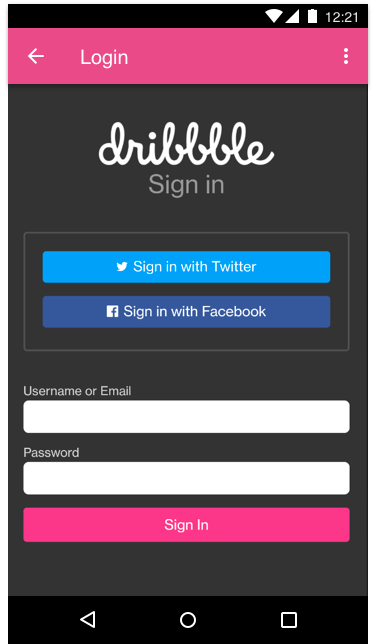 12:21
Login
dribbble
Sign in
Sign in with Twitter
Sign in with Facebook
Username or Email
Password
Sign In